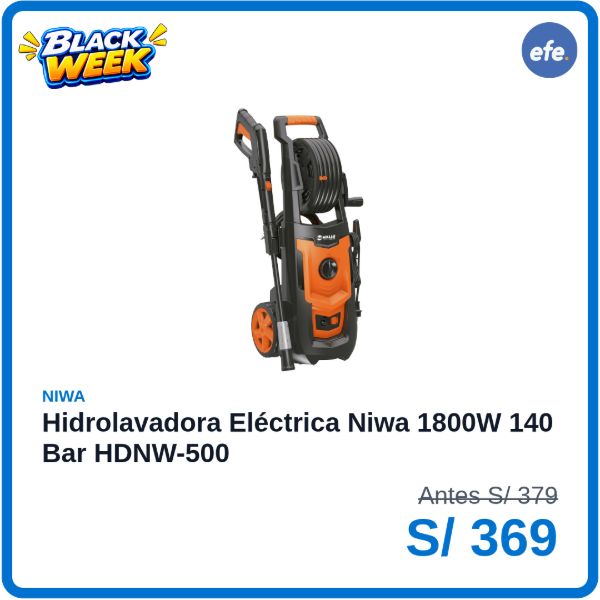 BLACK
WEEK
efe.
NIWA
Hidrolavadora Eléctrica Niwa 1800W 140
Bar HDNW-500
Antes S/ 379
S/ 369